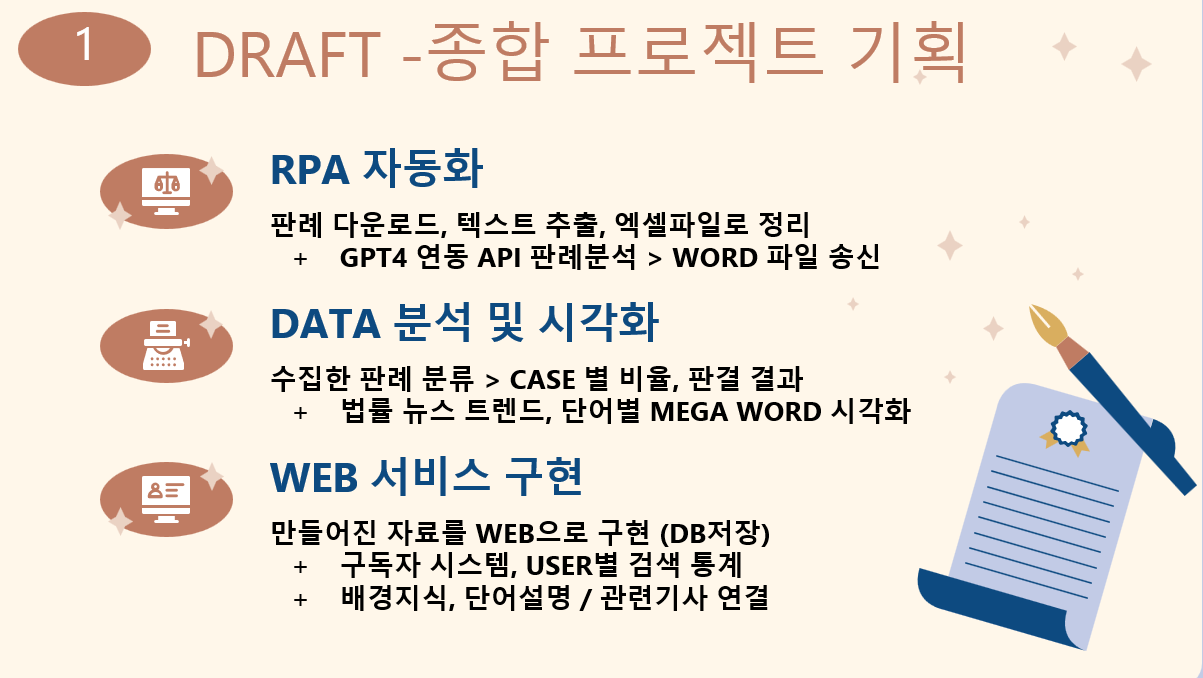 1
DRAFT -종합 프로젝트 기획
RPA 자동화
판례 다운로드, 텍스트 추출, 엑셀파일로 정리
+ GPT4 연동 API 판례분석 > WORD 파일 송신
DATA 분석 및 시각화
수집한 판례 분류 > CASE 별 비율, 판결 결과
+ 법률 뉴스 트렌드, 단어별 MEGA WORD 시각화
WEB 서비스 구현
만들어진 자료를 WEB으로 구현 (DB저장)
+ 구독자 시스템, USER별 검색 통계
+ 배경지식, 단어설명 / 관련기사 연결